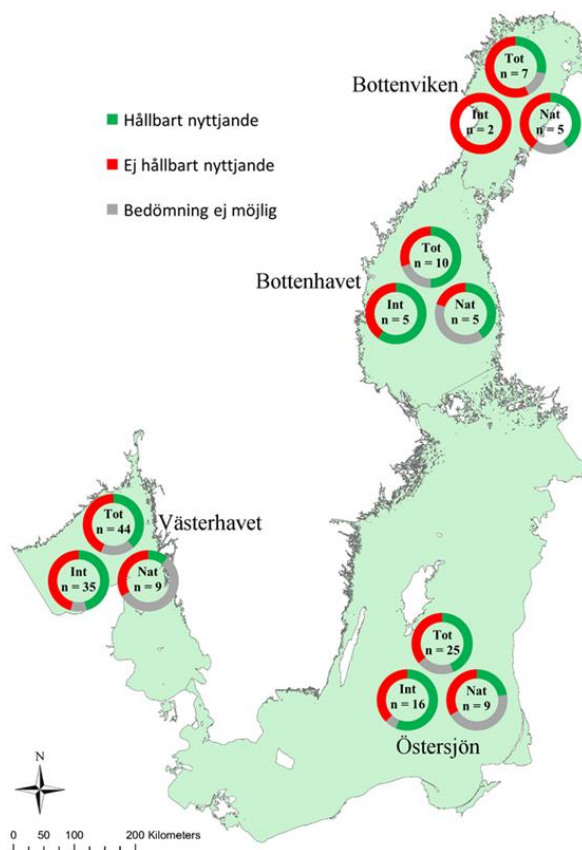 Tot
n = 7
Bottenviken
Int
n = 2
Nat
n = 5
Hållbart nyttjande
Ej hållbart nyttjande
Bedömning ej möjlig
Tot
n = 10
Bottenhavet
Int
n = 5
Nat
n = 5
Tot
n = 44
Västerhavet
Int
n = 35
Nat
n = 9
Tot
n = 25
Int
n = 16
Nat
n = 9
Östersjön
N
0 50 100 200 Kilometers